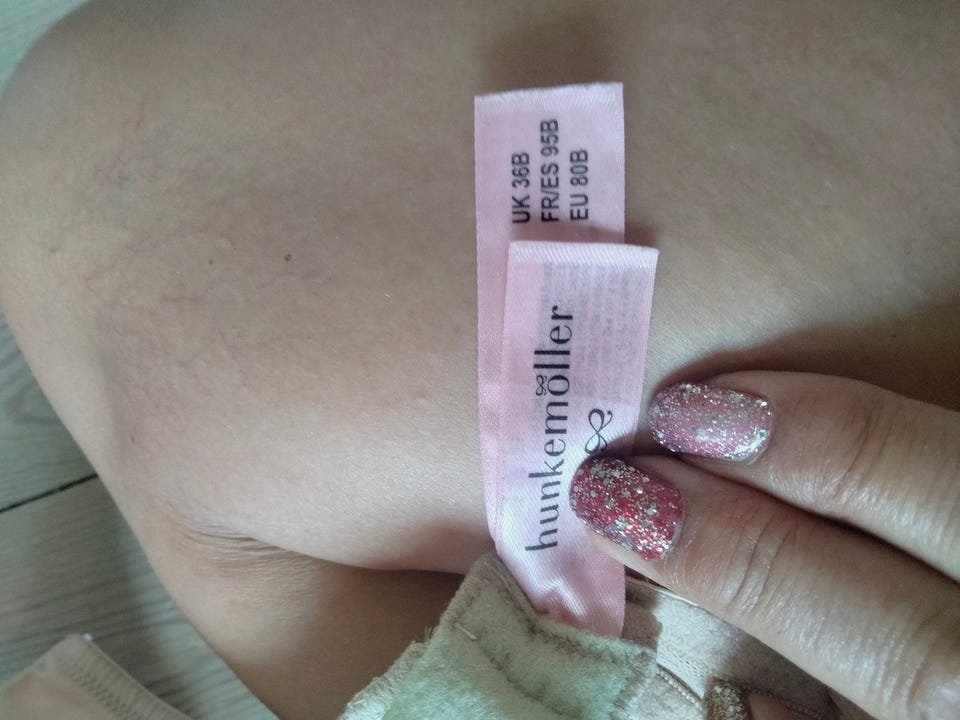 UK 36B
FR/ES 95B
EU 80B
hunkemöller